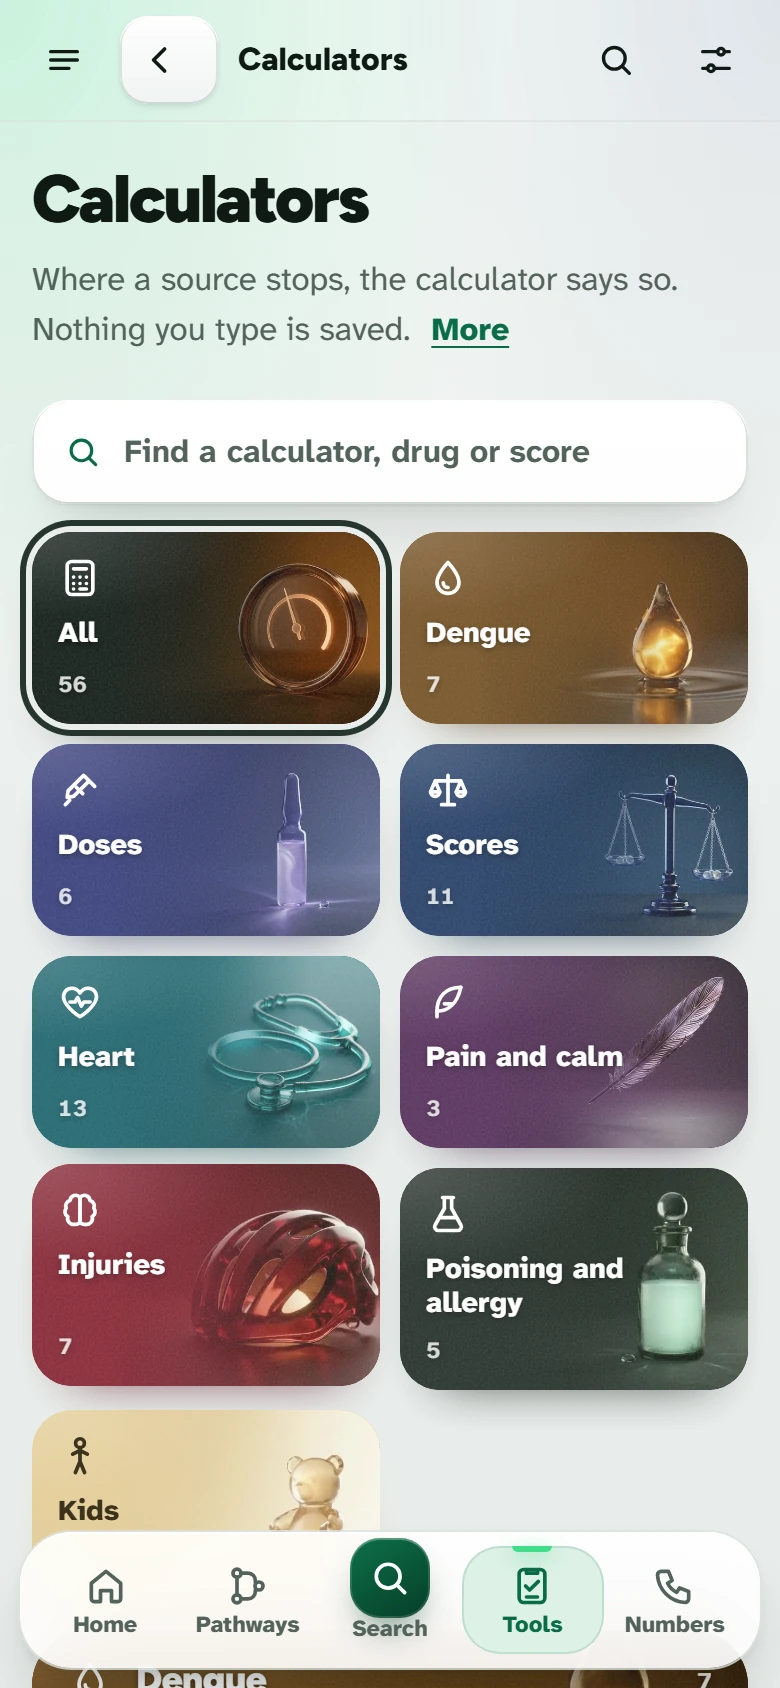 Calculators
Calculators
Where a source stops, the calculator says so.
Nothing you type is saved. More
Find a calculator, drug or score
All
56
Dengue
7
Doses
6
Scores
11
Heart
13
Pain and calm
3
Injuries
7
Poisoning and
allergy
5
Kids
Home
Pathways
Search
Tools
Numbers
Dengue
7